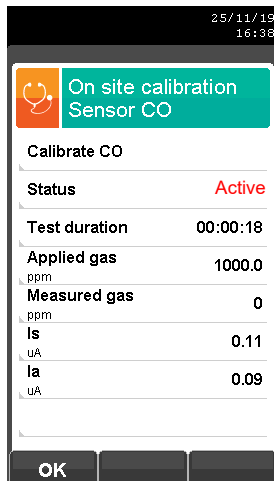 25/11/19
16:38
On site calibration
Sensor CO
Calibrate CO
Status Active
Test duration 00:00:18
Applied gas 1000.0
ppm
Measured gas 0
ppm
Is 0.11
uA
Ia 0.09
uA
OK